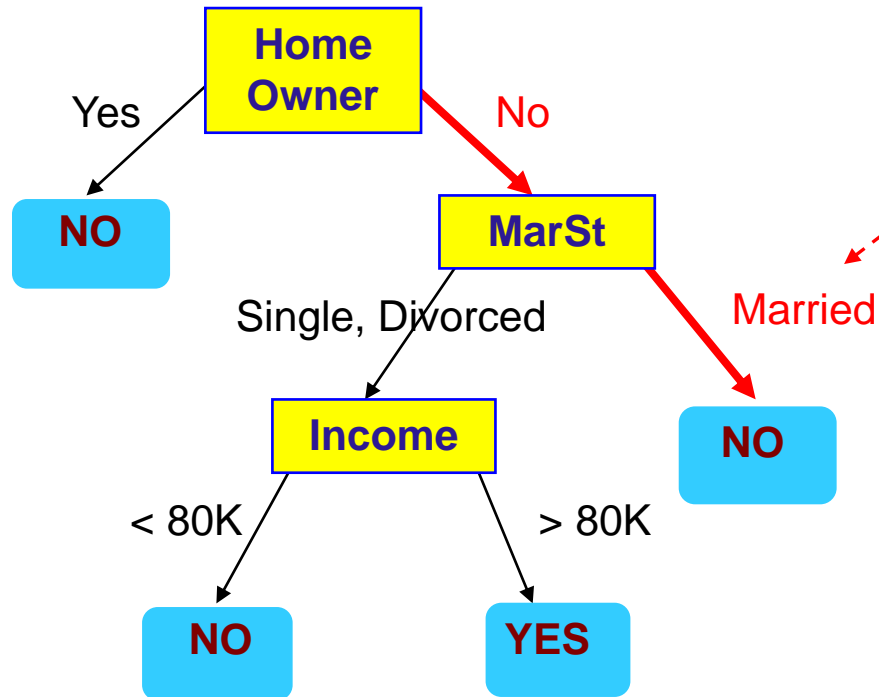 Home
Owner
Yes
No
NO
MarSt
Single, Divorced
Married
Income
NO
< 80K
> 80K
NO
YES